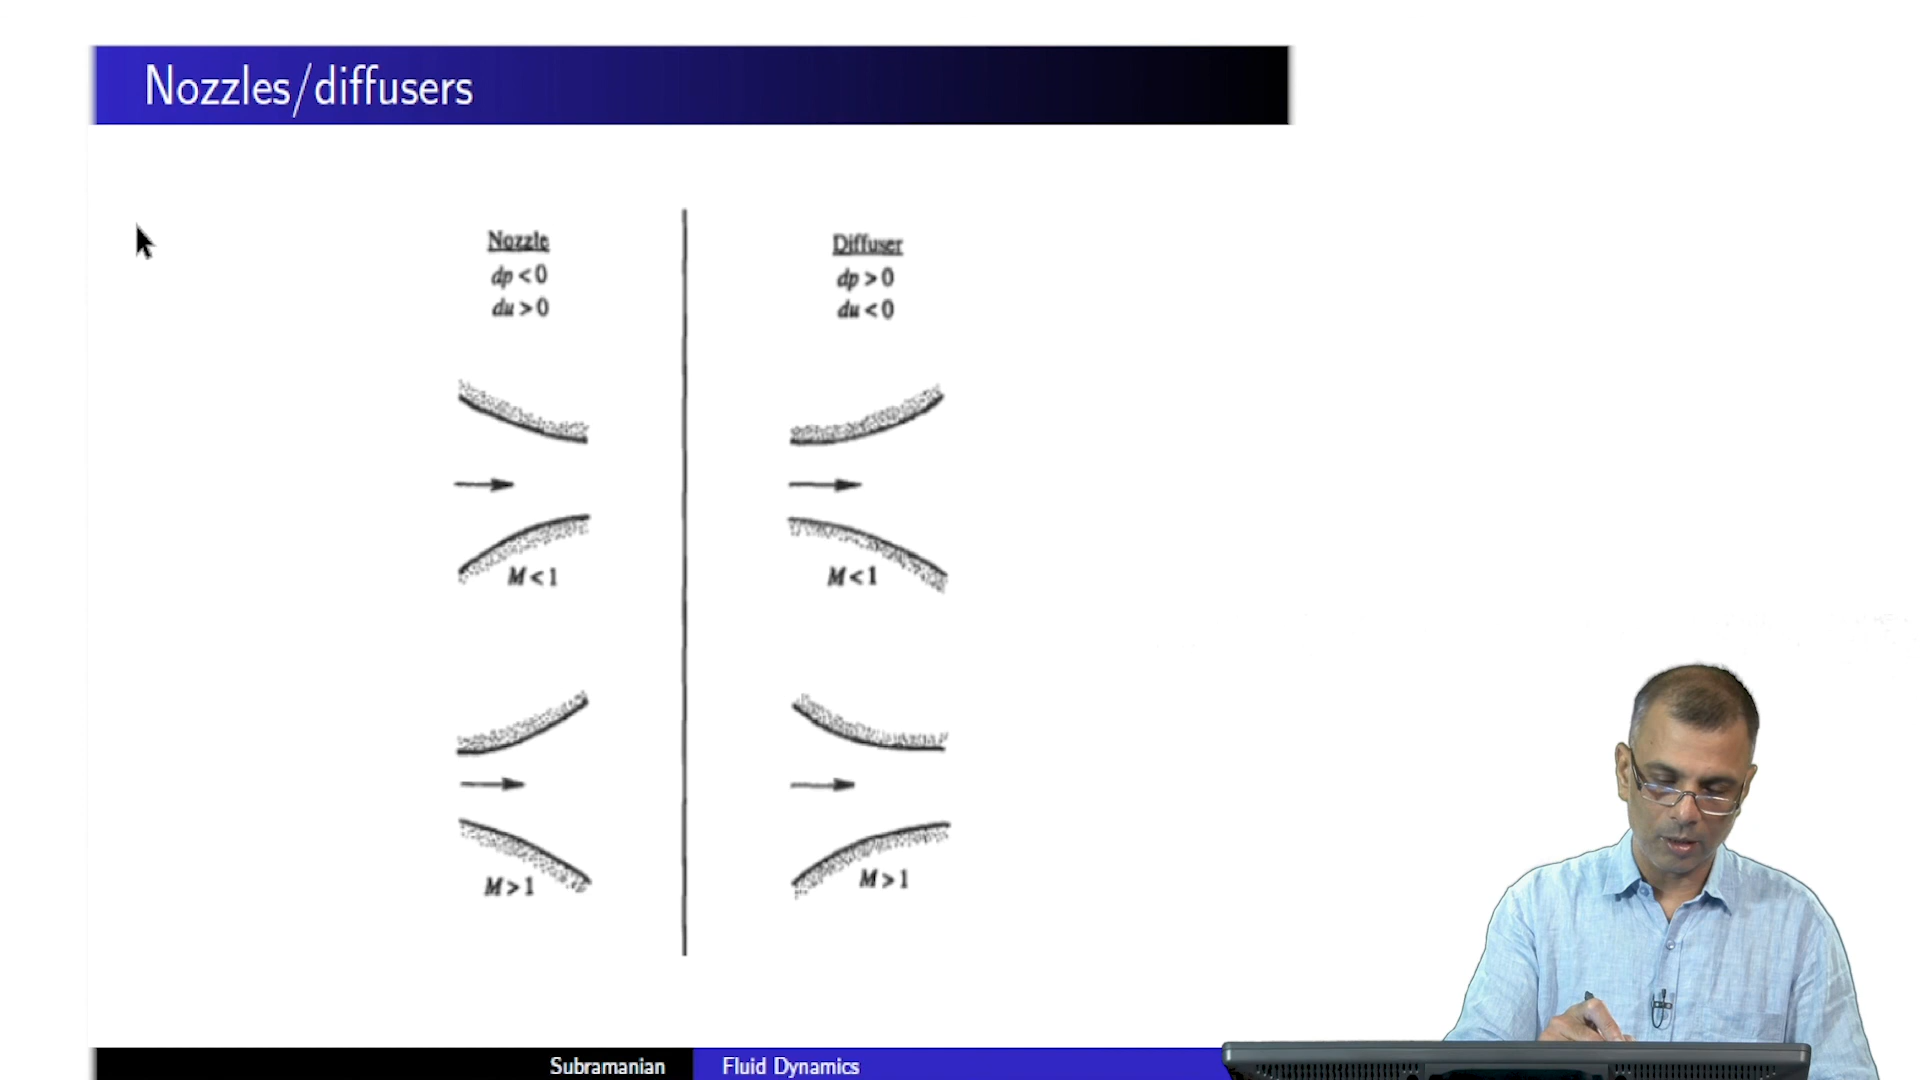 Nozzles/diffusers
Nozzle
dp < 0
du > 0
Diffuser
dp > 0
du < 0
M < 1
M < 1
M > 1
M > 1
Subramanian
Fluid Dynamics